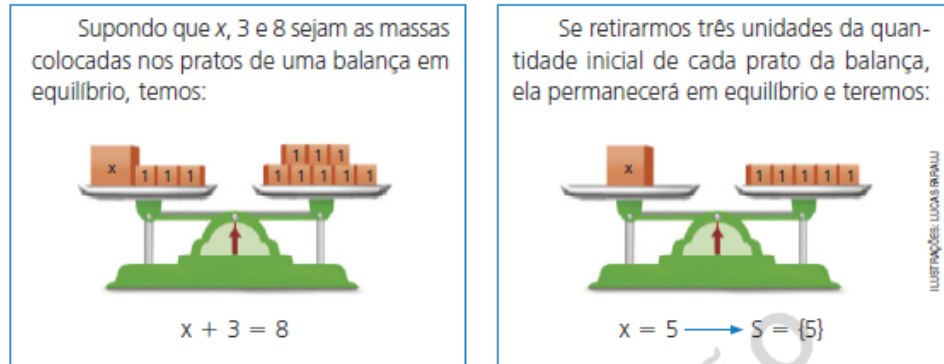 Supondo que x, 3 e 8 sejam as massas
colocadas nos pratos de uma balança em
equilíbrio, temos:
x 1 1 1
1 1 1
1 1 1 1 1
x + 3 = 8
Se retirarmos três unidades da quan-
tidade inicial de cada prato da balança,
ela permanecerá em equilíbrio e teremos:
x
1 1 1 1 1
x = 5 → S = {5}
ILUSTRAÇÕES: LUCAS FARAUJ